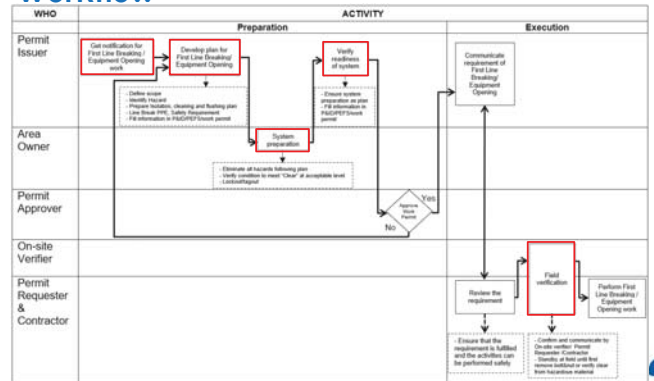 Workflow
WHO
ACTIVITY
Preparation
Execution
Permit
Issuer
Get notification for
First Line Breaking /
Equipment Opening
work
Develop plan for
First Line Breaking/
Equipment Opening
Verify
readiness
of system
Communicate
requirement of
First Line
Breaking/
Equipment
Opening
- Define scope
- Identify Hazard
- Prepare isolation, cleaning and flushing plan
- Line Break PPE, Safety Requirement
- Fill information in P&ID/PEFS/work permit
- Ensure system
preparation as plan
- Fill information in
P&ID/PEFS/work
permit
Area
Owner
System
preparation
- Eliminate all hazards following plan
- Verify condition to meet "Clear" at acceptable level
- Lockout/tagout
Permit
Approver
Approve
Work
Permit
Yes
No
On-site
Verifier
Permit
Requester
&
Contractor
Review the
requirement
Field
verification
Perform First
Line Breaking /
Equipment
Opening work
- Ensure that the
requirement is fulfilled
and the activities can
be performed safely
- Confirm and communicate by
On-site verifier/ Permit
Requester /Contractor
- Standby at field until first
remove bolt/stud or verify clear
from hazardous material